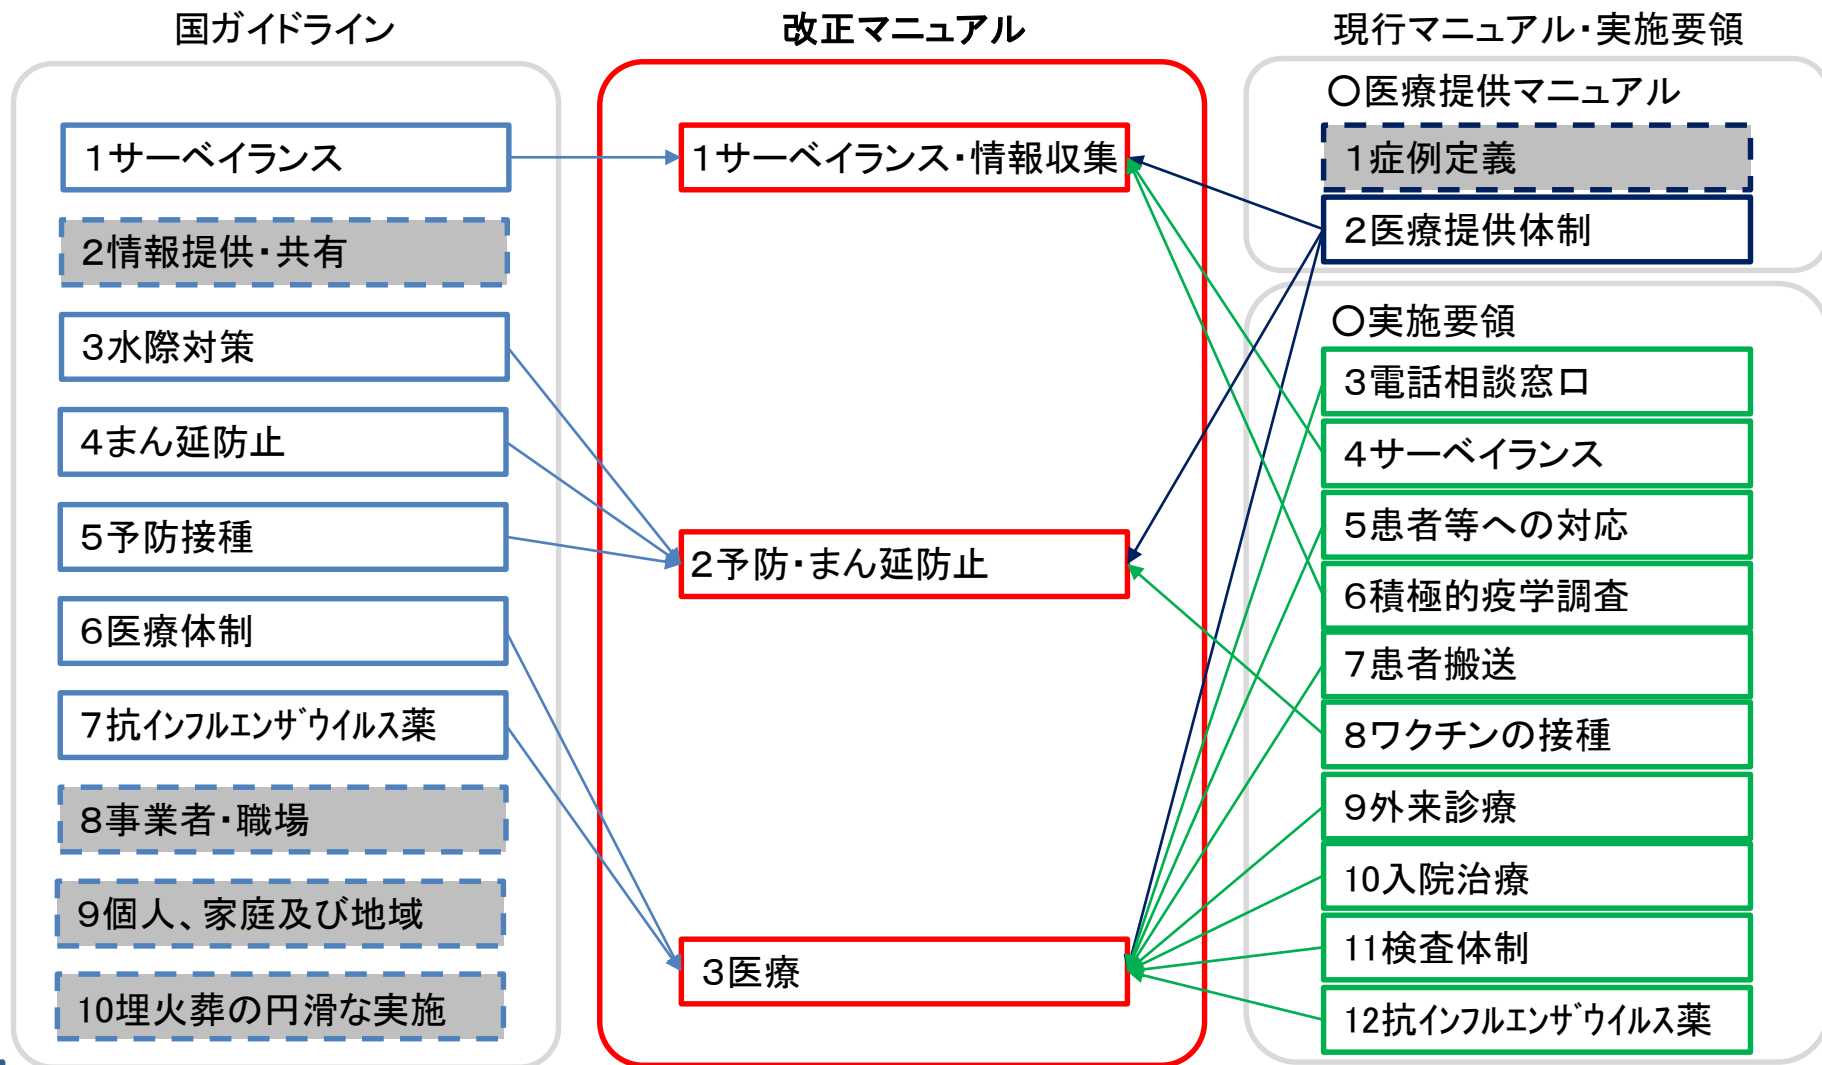 国ガイドライン
1サーベイランス
2情報提供・共有
3水際対策
4まん延防止
5予防接種
6医療体制
7抗インフルエンザウイルス薬
8事業者・職場
9個人、家庭及び地域
10埋火葬の円滑な実施
改正マニュアル
1サーベイランス・情報収集
2予防・まん延防止
3医療
現行マニュアル・実施要領
○医療提供マニュアル
1症例定義
2医療提供体制
○実施要領
3電話相談窓口
4サーベイランス
5患者等への対応
6積極的疫学調査
7患者搬送
8ワクチンの接種
9外来診療
10入院治療
11検査体制
12抗インフルエンザウイルス薬